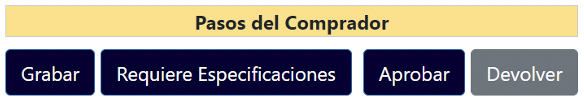 Pasos del Comprador
Grabar Requiere Especificaciones Aprobar Devolver